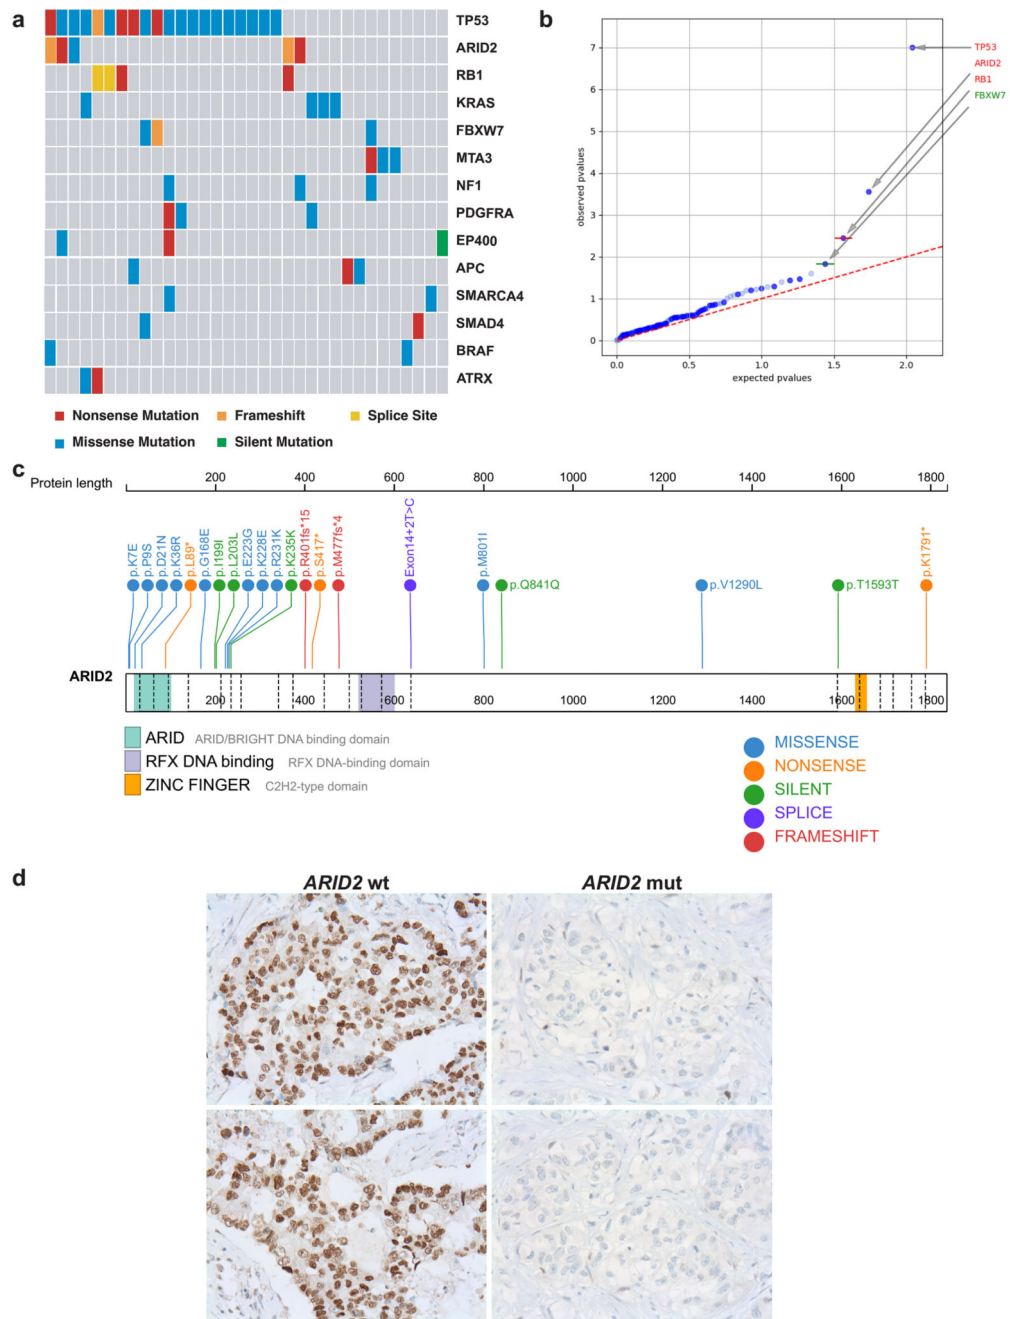 a
TP53
ARID2
RB1
KRAS
FBXW7
MTA3
NF1
PDGFRA
EP400
APC
SMARCA4
SMAD4
BRAF
ATRX
Nonsense Mutation
Frameshift
Splice Site
Missense Mutation
Silent Mutation
b
7
6
5
4
3
2
1
0
observed pvalues
0.0 0.5 1.0 1.5 2.0
expected pvalues
TP53
ARID2
RB1
FBXW7
c
Protein length
200 400 600 800 1000 1200 1400 1600 1800
p.K7E
p.P9S
p.D21N
p.K36R
p.L89*
p.G168E
p.I199I
p.L203L
p.E223G
p.K228E
p.R231K
p.K235K
p.R401fs*15
p.S417*
p.M477fs*4
Exon14+2T>C
p.M801I
p.Q841Q
p.V1290L
p.T1593T
p.K1791*
ARID2
200 400 600 800 1000 1200 1400 1600 1800
ARID ARID/BRIGHT DNA binding domain
RFX DNA binding RFX DNA-binding domain
ZINC FINGER C2H2-type domain
MISSENSE
NONSENSE
SILENT
SPLICE
FRAMESHIFT
d
ARID2 wt
ARID2 mut